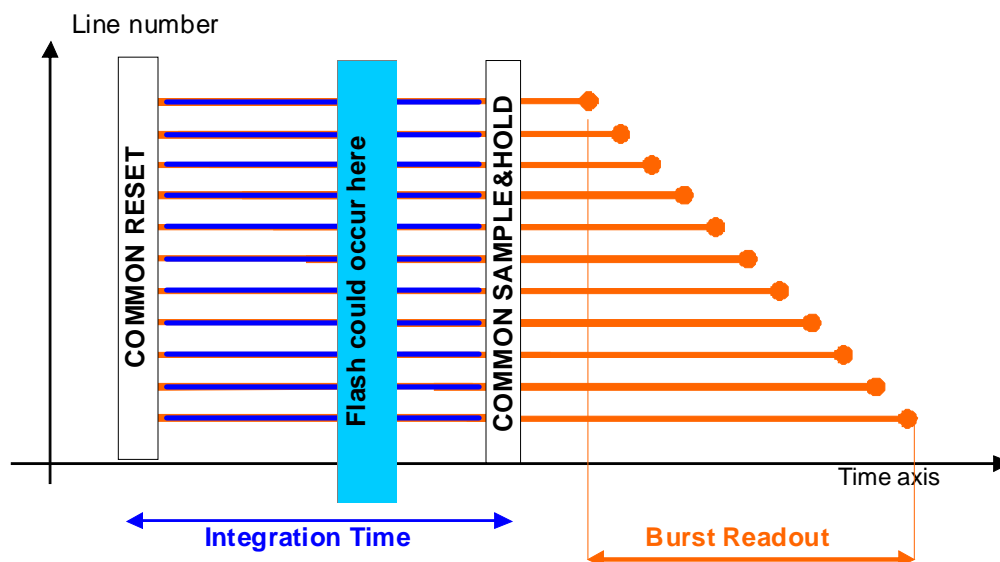 Line number
COMMON RESET
Flash could occur here
COMMON SAMPLE&HOLD
Time axis
Integration Time
Burst Readout